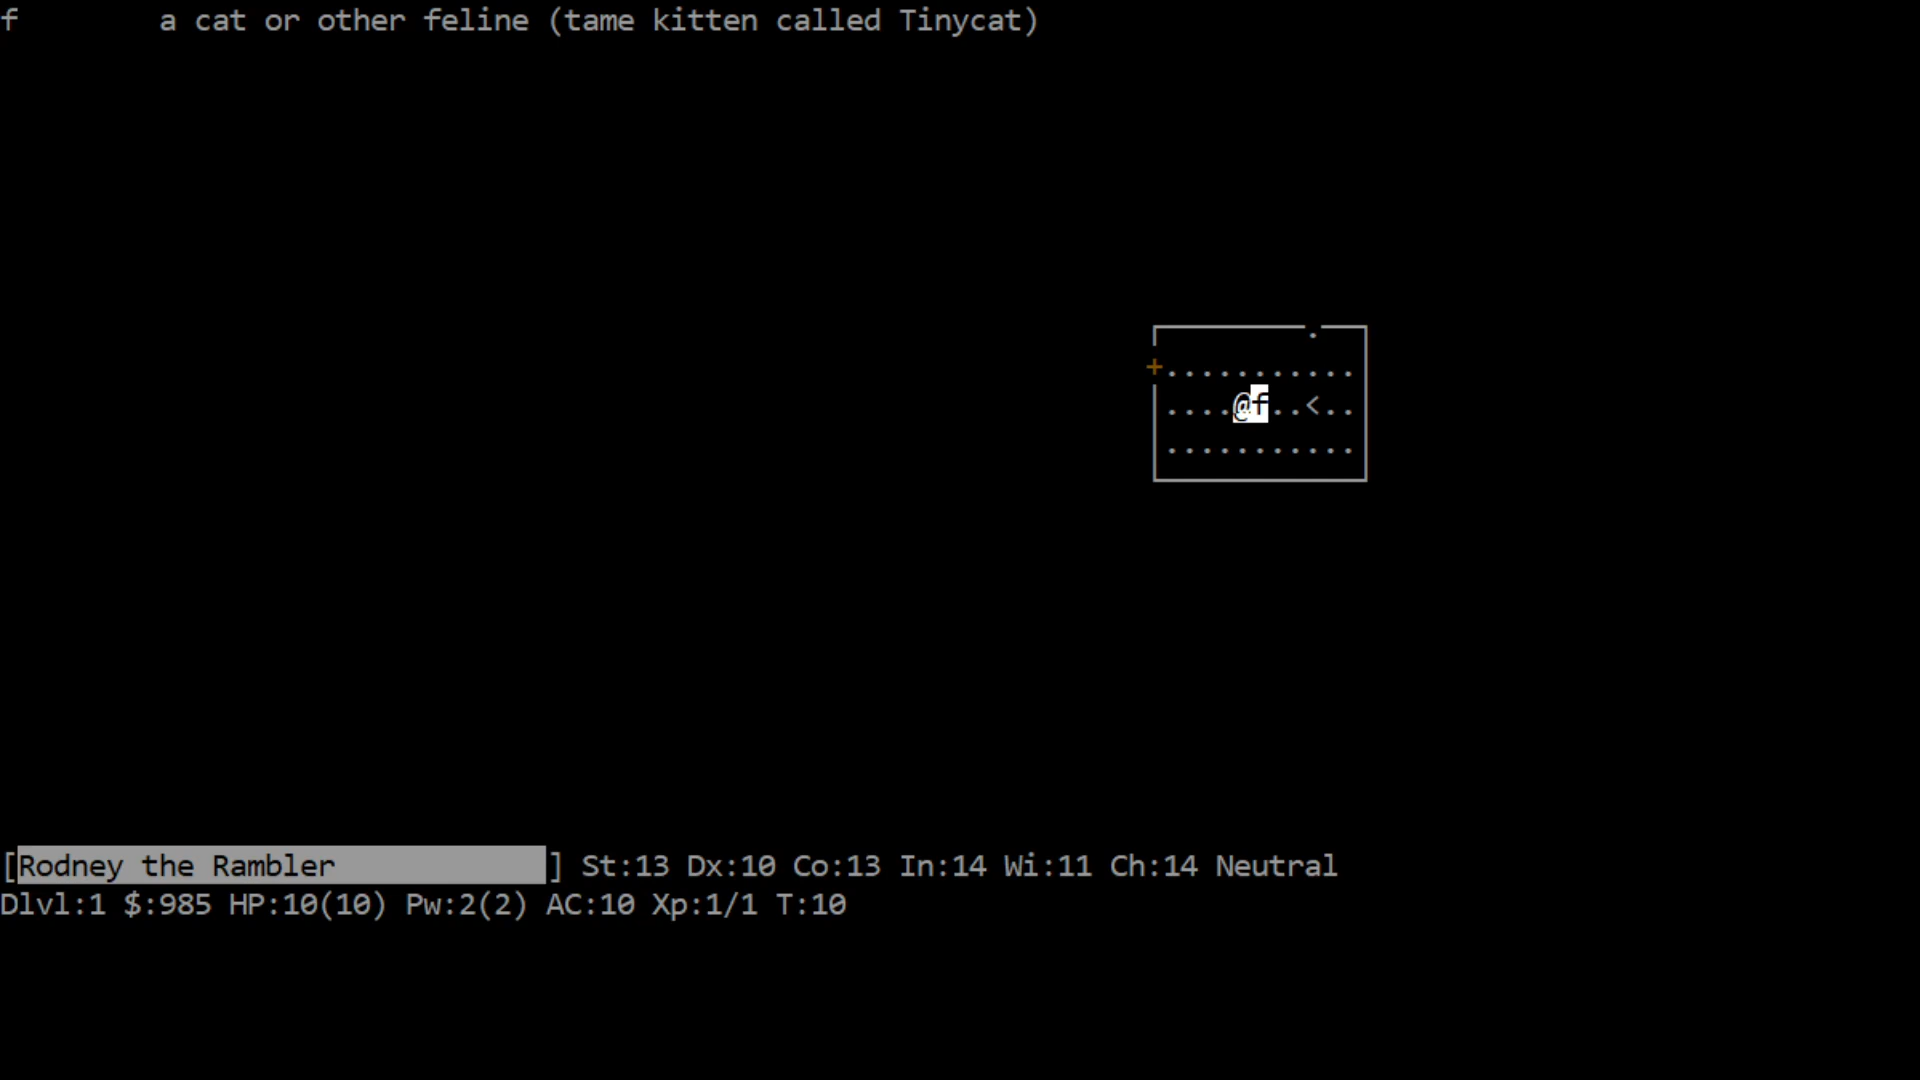 f a cat or other feline (tame kitten called Tinycat)
.
+...........
....@f..<..
...........
[Rodney the Rambler ] St:13 Dx:10 Co:13 In:14 Wi:11 Ch:14 Neutral
Dlvl:1 $:985 HP:10(10) Pw:2(2) AC:10 Xp:1/1 T:10